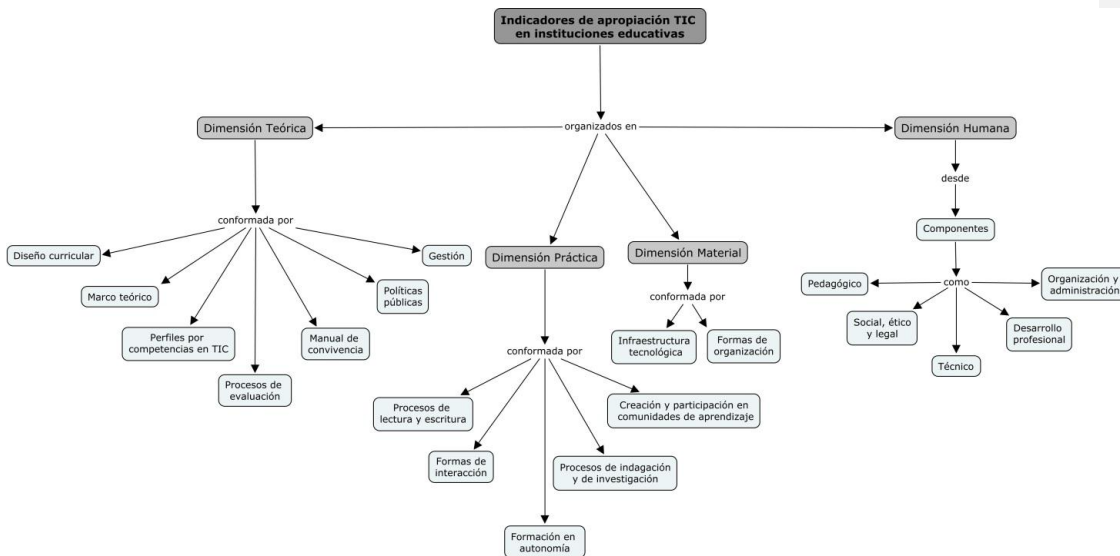 Indicadores de apropiación TIC
en instituciones educativas
Dimensión Teórica
organizados en
Dimensión Humana
desde
conformada por
Componentes
Diseño curricular
Gestión
Dimensión Práctica
Dimensión Material
Marco teórico
Políticas
públicas
conformada por
Pedagógico
como
Organización y
administración
Perfiles por
competencias en TIC
Manual de
convivencia
Infraestructura
tecnológica
Formas de
organización
Social, ético
y legal
Desarrollo
profesional
conformada por
Técnico
Procesos de
evaluación
Procesos de
lectura y escritura
Creación y participación en
comunidades de aprendizaje
Formas de
interacción
Procesos de indagación
y de investigación
Formación en
autonomía